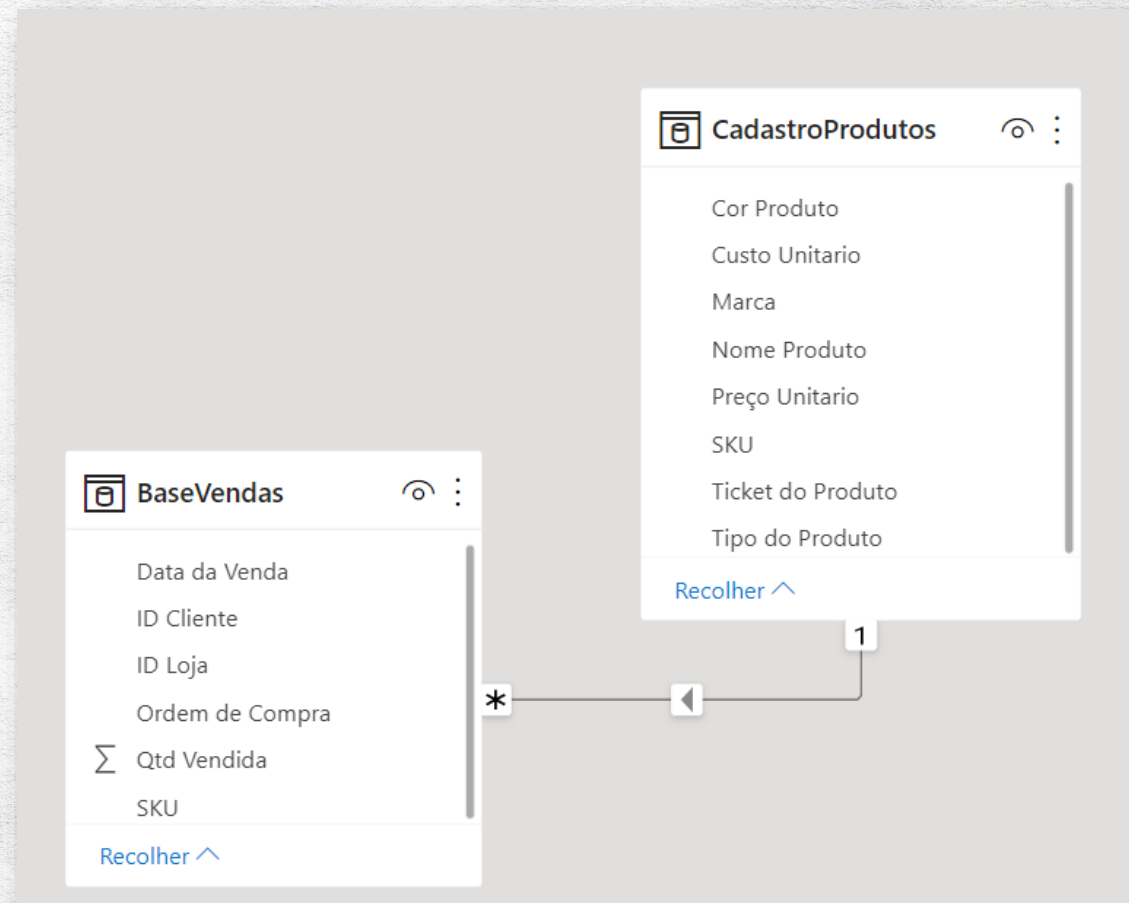 CadastroProdutos
Cor Produto
Custo Unitario
Marca
Nome Produto
Preço Unitario
SKU
Ticket do Produto
Tipo do Produto
Recolher
1
BaseVendas
Data da Venda
ID Cliente
ID Loja
Ordem de Compra
Σ Qtd Vendida
SKU
Recolher
*